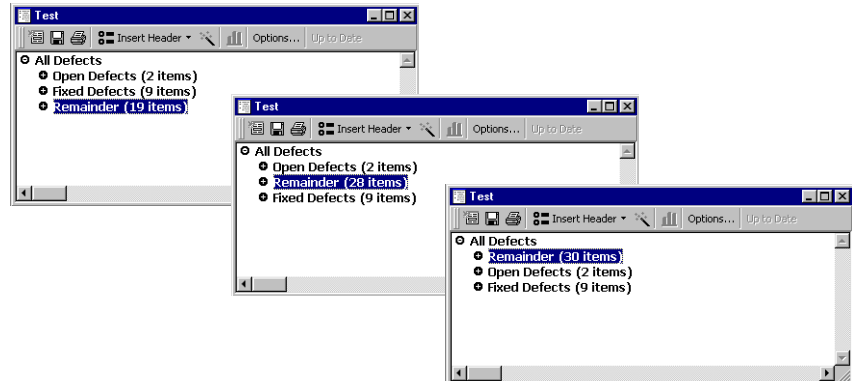 Test
Insert Header Options... Up to Date
All Defects
Open Defects (2 items)
Fixed Defects (9 items)
Remainder (19 items)
Test
Insert Header Options... Up to Date
All Defects
Open Defects (2 items)
Remainder (28 items)
Fixed Defects (9 items)
Test
Insert Header Options... Up to Date
All Defects
Remainder (30 items)
Open Defects (2 items)
Fixed Defects (9 items)